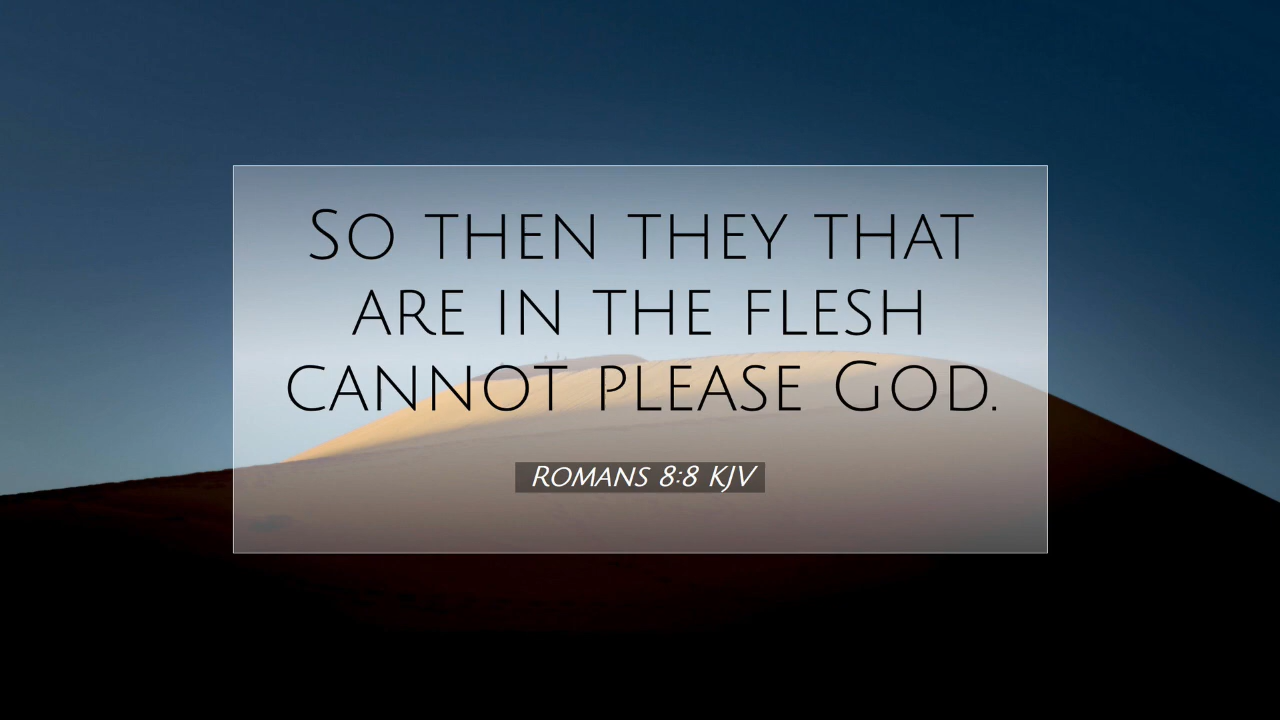 So then they that
are in the flesh
cannot please God.
Romans 8:8 KJV